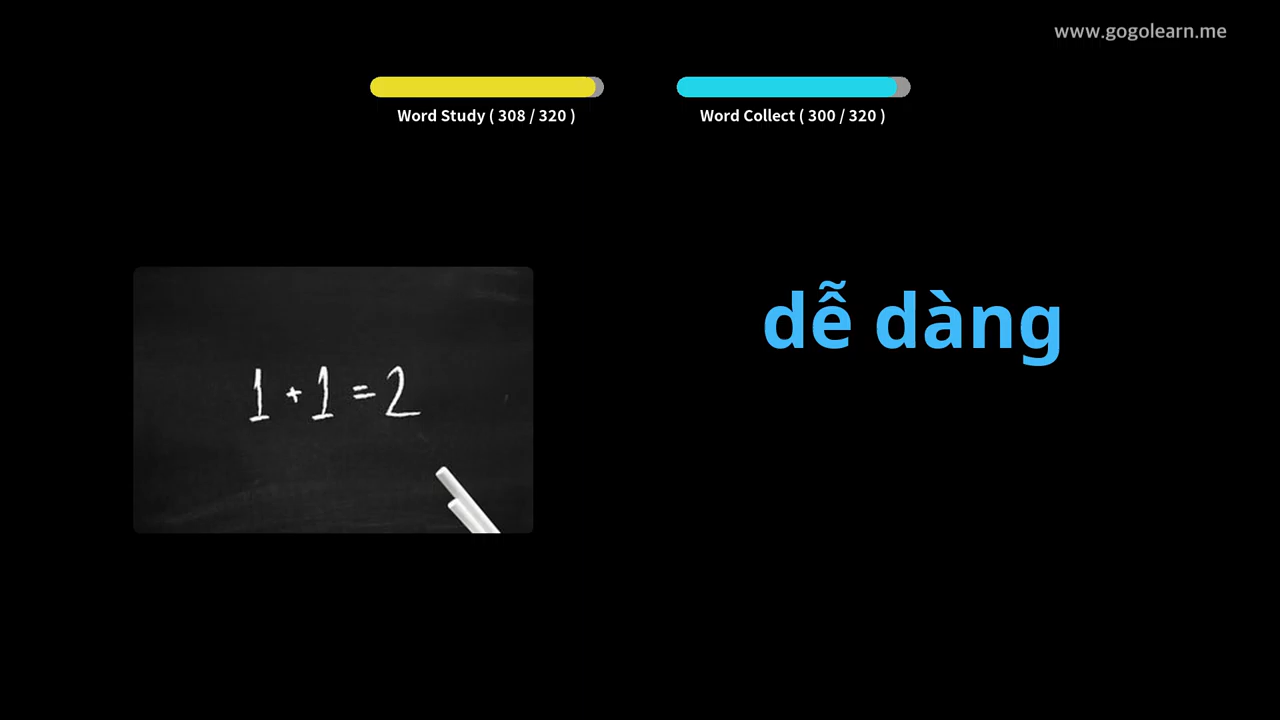 www.gogolearn.me
Word Study ( 308 / 320 )
Word Collect ( 300 / 320 )
dễ dàng
1 + 1 = 2